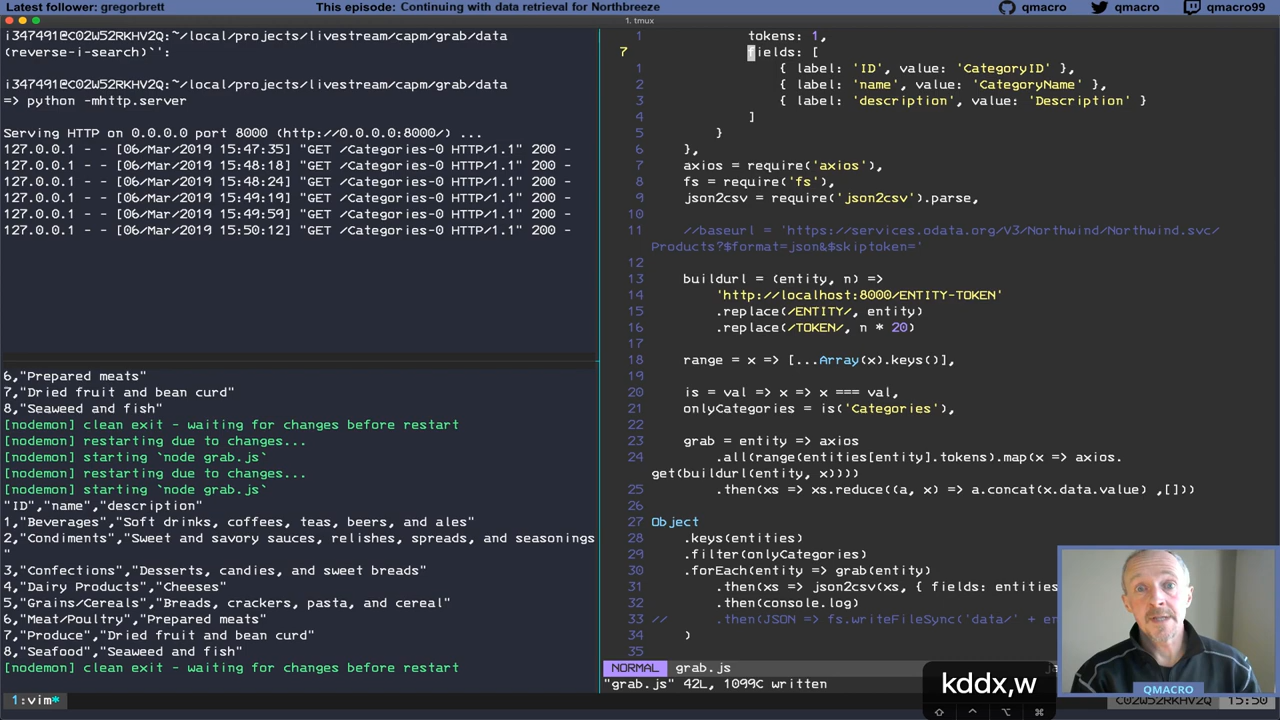 Latest follower: gregorbrett
This episode: Continuing with data retrieval for Northbreeze
qmacro
qmacro
qmacro99
1. tmux
i347491@C02W52RKHV2Q:~/local/projects/livestream/capm/grab/data
(reverse-i-search)`':
i347491@C02W52RKHV2Q:~/local/projects/livestream/capm/grab/data
=> python -mhttp.server
Serving HTTP on 0.0.0.0 port 8000 (http://0.0.0.0:8000/) ...
127.0.0.1 - - [06/Mar/2019 15:47:35] "GET /Categories-0 HTTP/1.1" 200 -
127.0.0.1 - - [06/Mar/2019 15:48:18] "GET /Categories-0 HTTP/1.1" 200 -
127.0.0.1 - - [06/Mar/2019 15:48:24] "GET /Categories-0 HTTP/1.1" 200 -
127.0.0.1 - - [06/Mar/2019 15:49:19] "GET /Categories-0 HTTP/1.1" 200 -
127.0.0.1 - - [06/Mar/2019 15:49:59] "GET /Categories-0 HTTP/1.1" 200 -
127.0.0.1 - - [06/Mar/2019 15:50:12] "GET /Categories-0 HTTP/1.1" 200 -
6,"Prepared meats"
7,"Dried fruit and bean curd"
8,"Seaweed and fish"
[nodemon] clean exit - waiting for changes before restart
[nodemon] restarting due to changes...
[nodemon] starting `node grab.js`
[nodemon] restarting due to changes...
[nodemon] starting `node grab.js`
"ID","name","description
1,"Beverages","Soft drinks, coffees, teas, beers, and ales"
2,"Condiments","Sweet and savory sauces, relishes, spreads, and seasonings
"
3,"Confections","Desserts, candies, and sweet breads"
4,"Dairy Products","Cheeses"
5,"Grains/Cereals","Breads, crackers, pasta, and cereal"
6,"Meat/Poultry","Prepared meats"
7,"Produce","Dried fruit and bean curd"
8,"Seafood","Seaweed and fish"
[nodemon] clean exit - waiting for changes before restart
1 tokens: 1,
7 fields: [
1 { label: 'ID', value: 'CategoryID' },
2 { label: 'name', value: 'CategoryName' },
3 { label: 'description', value: 'Description' }
4 ]
5 }
6 },
7 axios = require('axios'),
8 fs = require('fs'),
9 json2csv = require('json2csv').parse,
10
11 //baseurl = 'https://services.odata.org/V3/Northwind/Northwind.svc/
Products?$format=json&$skiptoken='
12
13 buildurl = (entity, n) =>
14 'http://localhost:8000/ENTITY-TOKEN'
15 .replace(/ENTITY/, entity)
16 .replace(/TOKEN/, n * 20)
17
18 range = x => [...Array(x).keys()],
19
20 is = val => x => x === val,
21 onlyCategories = is('Categories'),
22
23 grab = entity => axios
24 .all(range(entities[entity].tokens).map(x => axios.
get(buildurl(entity, x))))
25 .then(xs => xs.reduce((a, x) => a.concat(x.data.value) ,[]))
26
27 Object
28 .keys(entities)
29 .filter(onlyCategories)
30 .forEach(entity => grab(entity)
31 .then(xs => json2csv(xs, { fields: entities
32 .then(console.log)
33 // .then(JSON => fs.writeFileSync('data/' + en
34 )
35
NORMAL grab.js
"grab.js" 42L, 1099C written
kddx,w
QMACRO
1:vim*
C02W52RKHV2Q 15:50